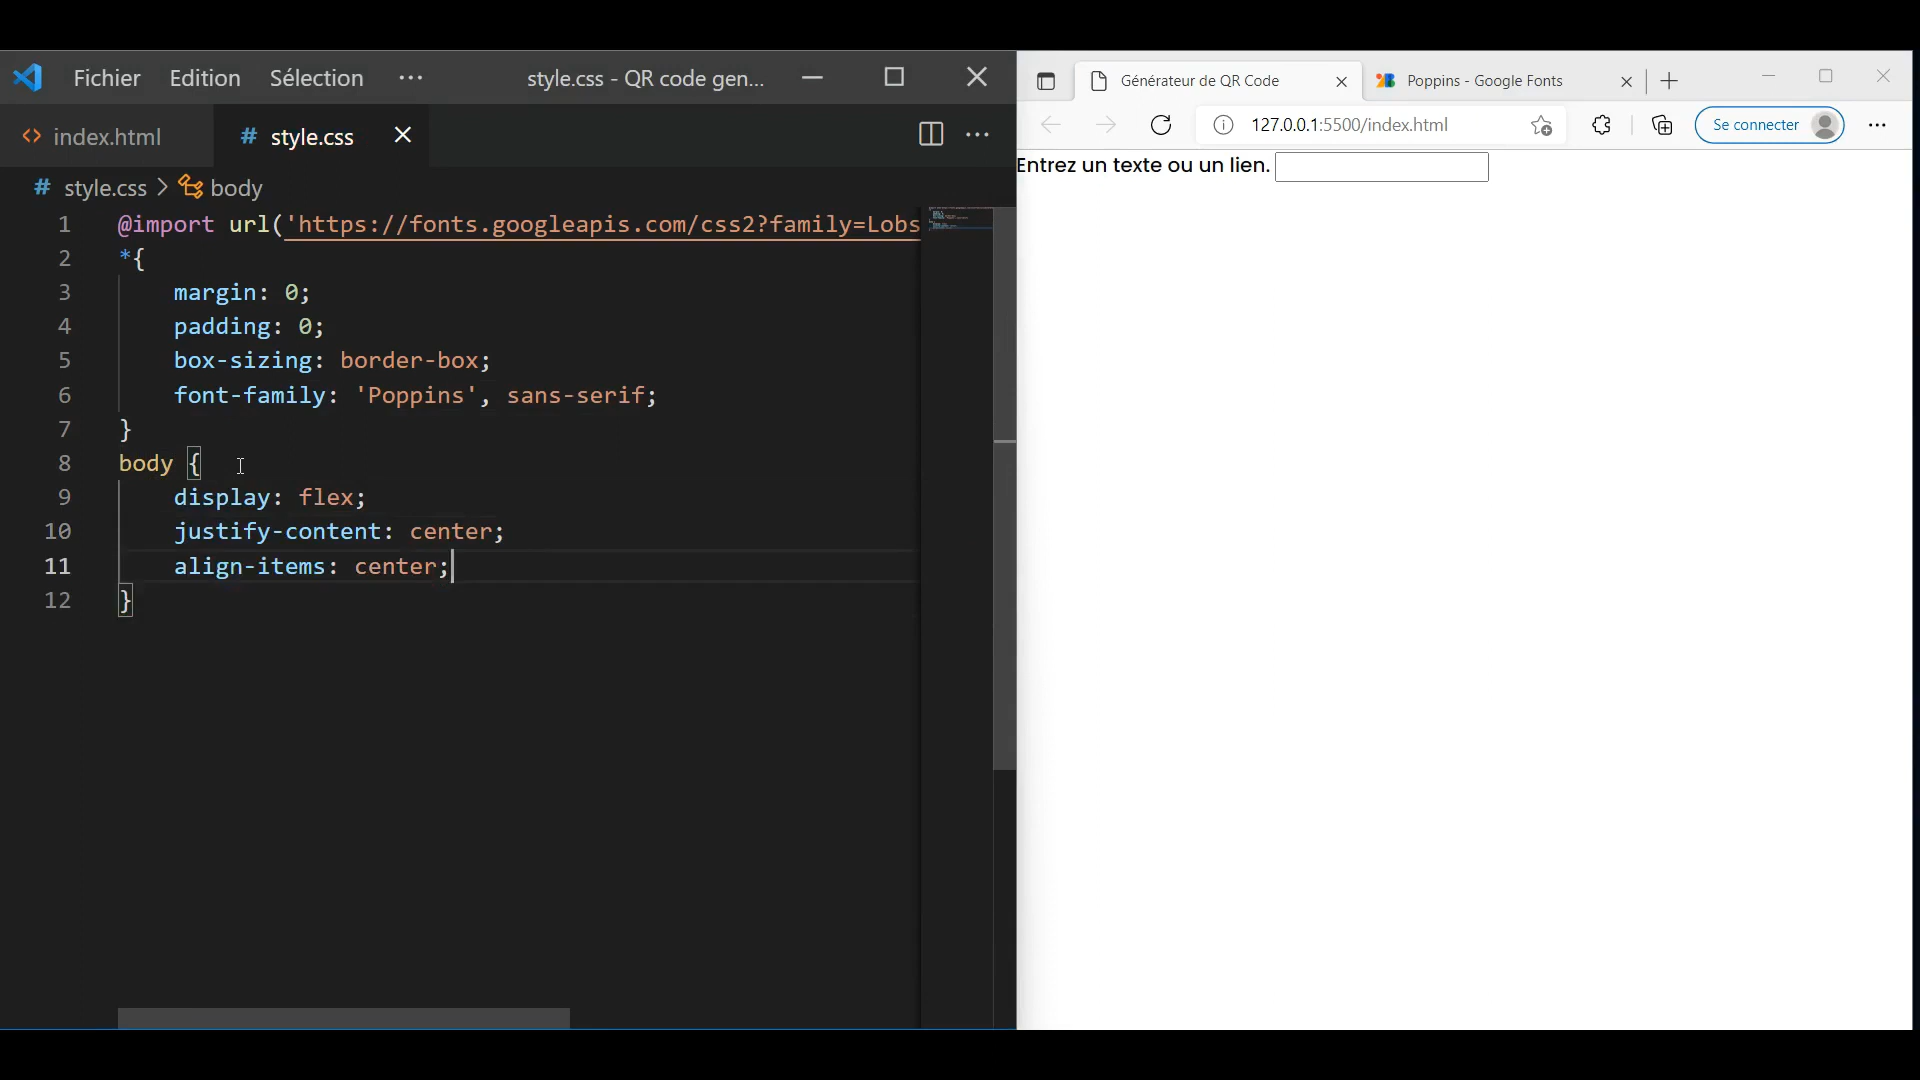 Fichier Edition Sélection ··· style.css - QR code gen...
index.html # style.css
# style.css > body
1 @import url('https://fonts.googleapis.com/css2?family=Lobs
2 *{
3 margin: 0;
4 padding: 0;
5 box-sizing: border-box;
6 font-family: 'Poppins', sans-serif;
7 }
8 body {
9 display: flex;
10 justify-content: center;
11 align-items: center;
12 }
Générateur de QR Code Poppins - Google Fonts
127.0.0.1:5500/index.html Se connecter
Entrez un texte ou un lien.